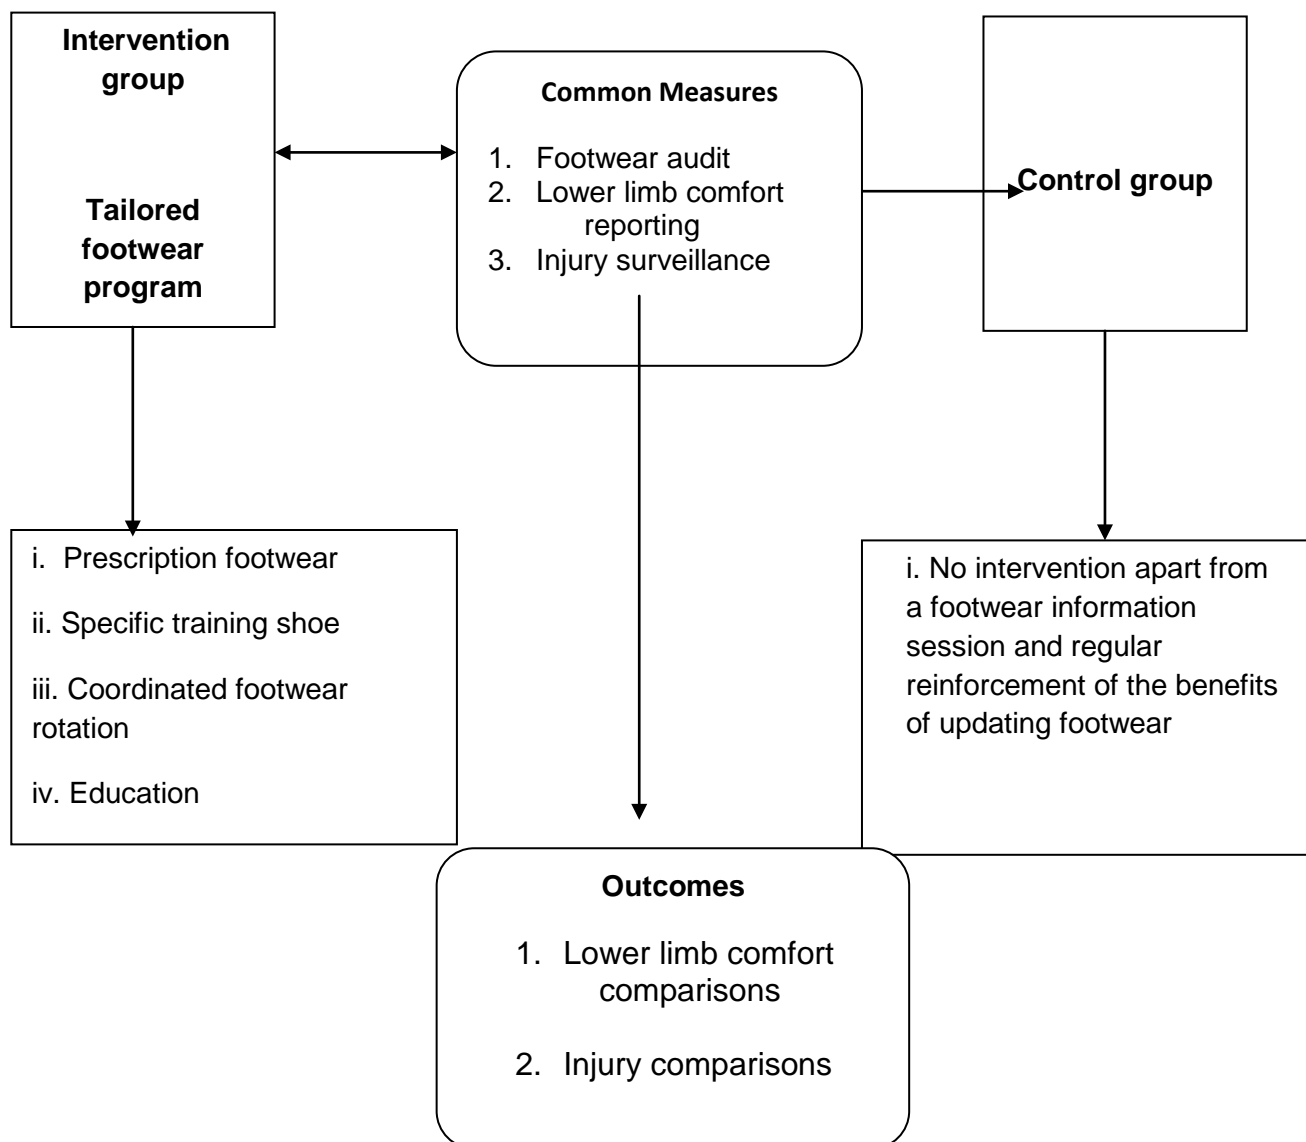 Intervention
group
Tailored
footwear
program
Common Measures
1. Footwear audit
2. Lower limb comfort
reporting
3. Injury surveillance
Control group
i. Prescription footwear
ii. Specific training shoe
iii. Coordinated footwear
rotation
iv. Education
i. No intervention apart from
a footwear information
session and regular
reinforcement of the benefits
of updating footwear
Outcomes
1. Lower limb comfort
comparisons
2. Injury comparisons